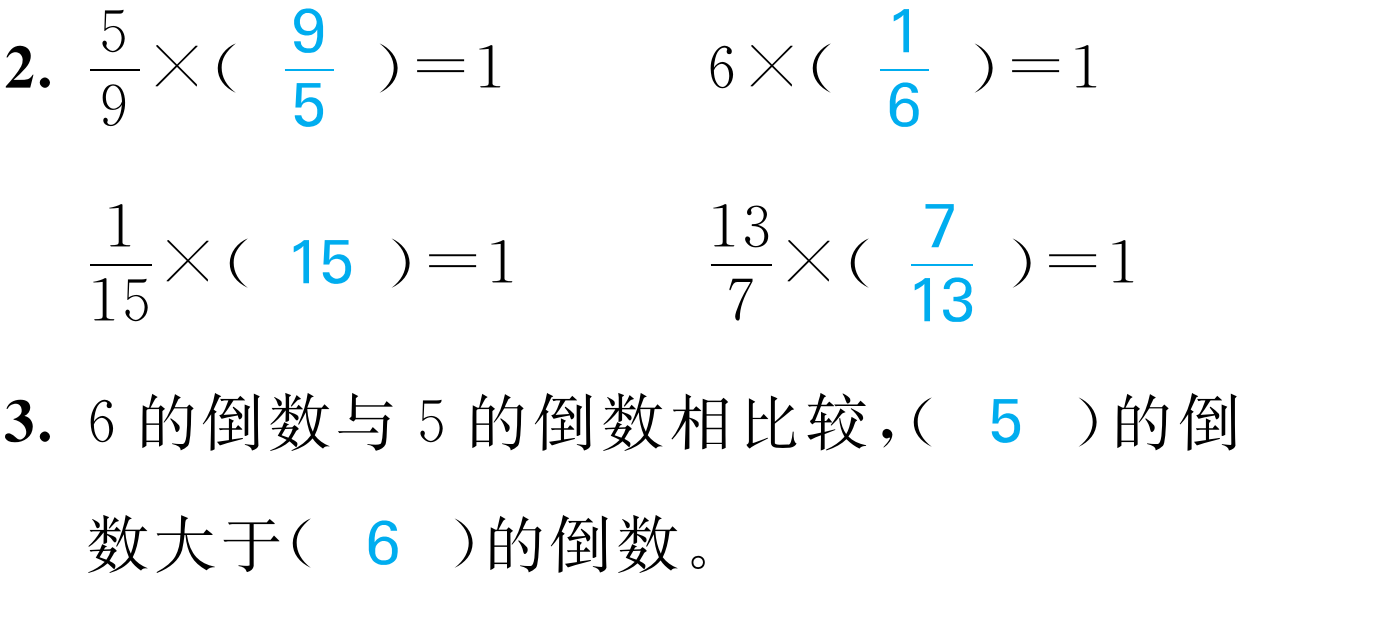 2. 5/9×( 9/5 )=1 6×( 1/6 )=1
1/15×( 15 )=1 13/7×( 7/13 )=1
3. 6 的倒数与 5 的倒数相比较,( 5 )的倒
数大于( 6 )的倒数。